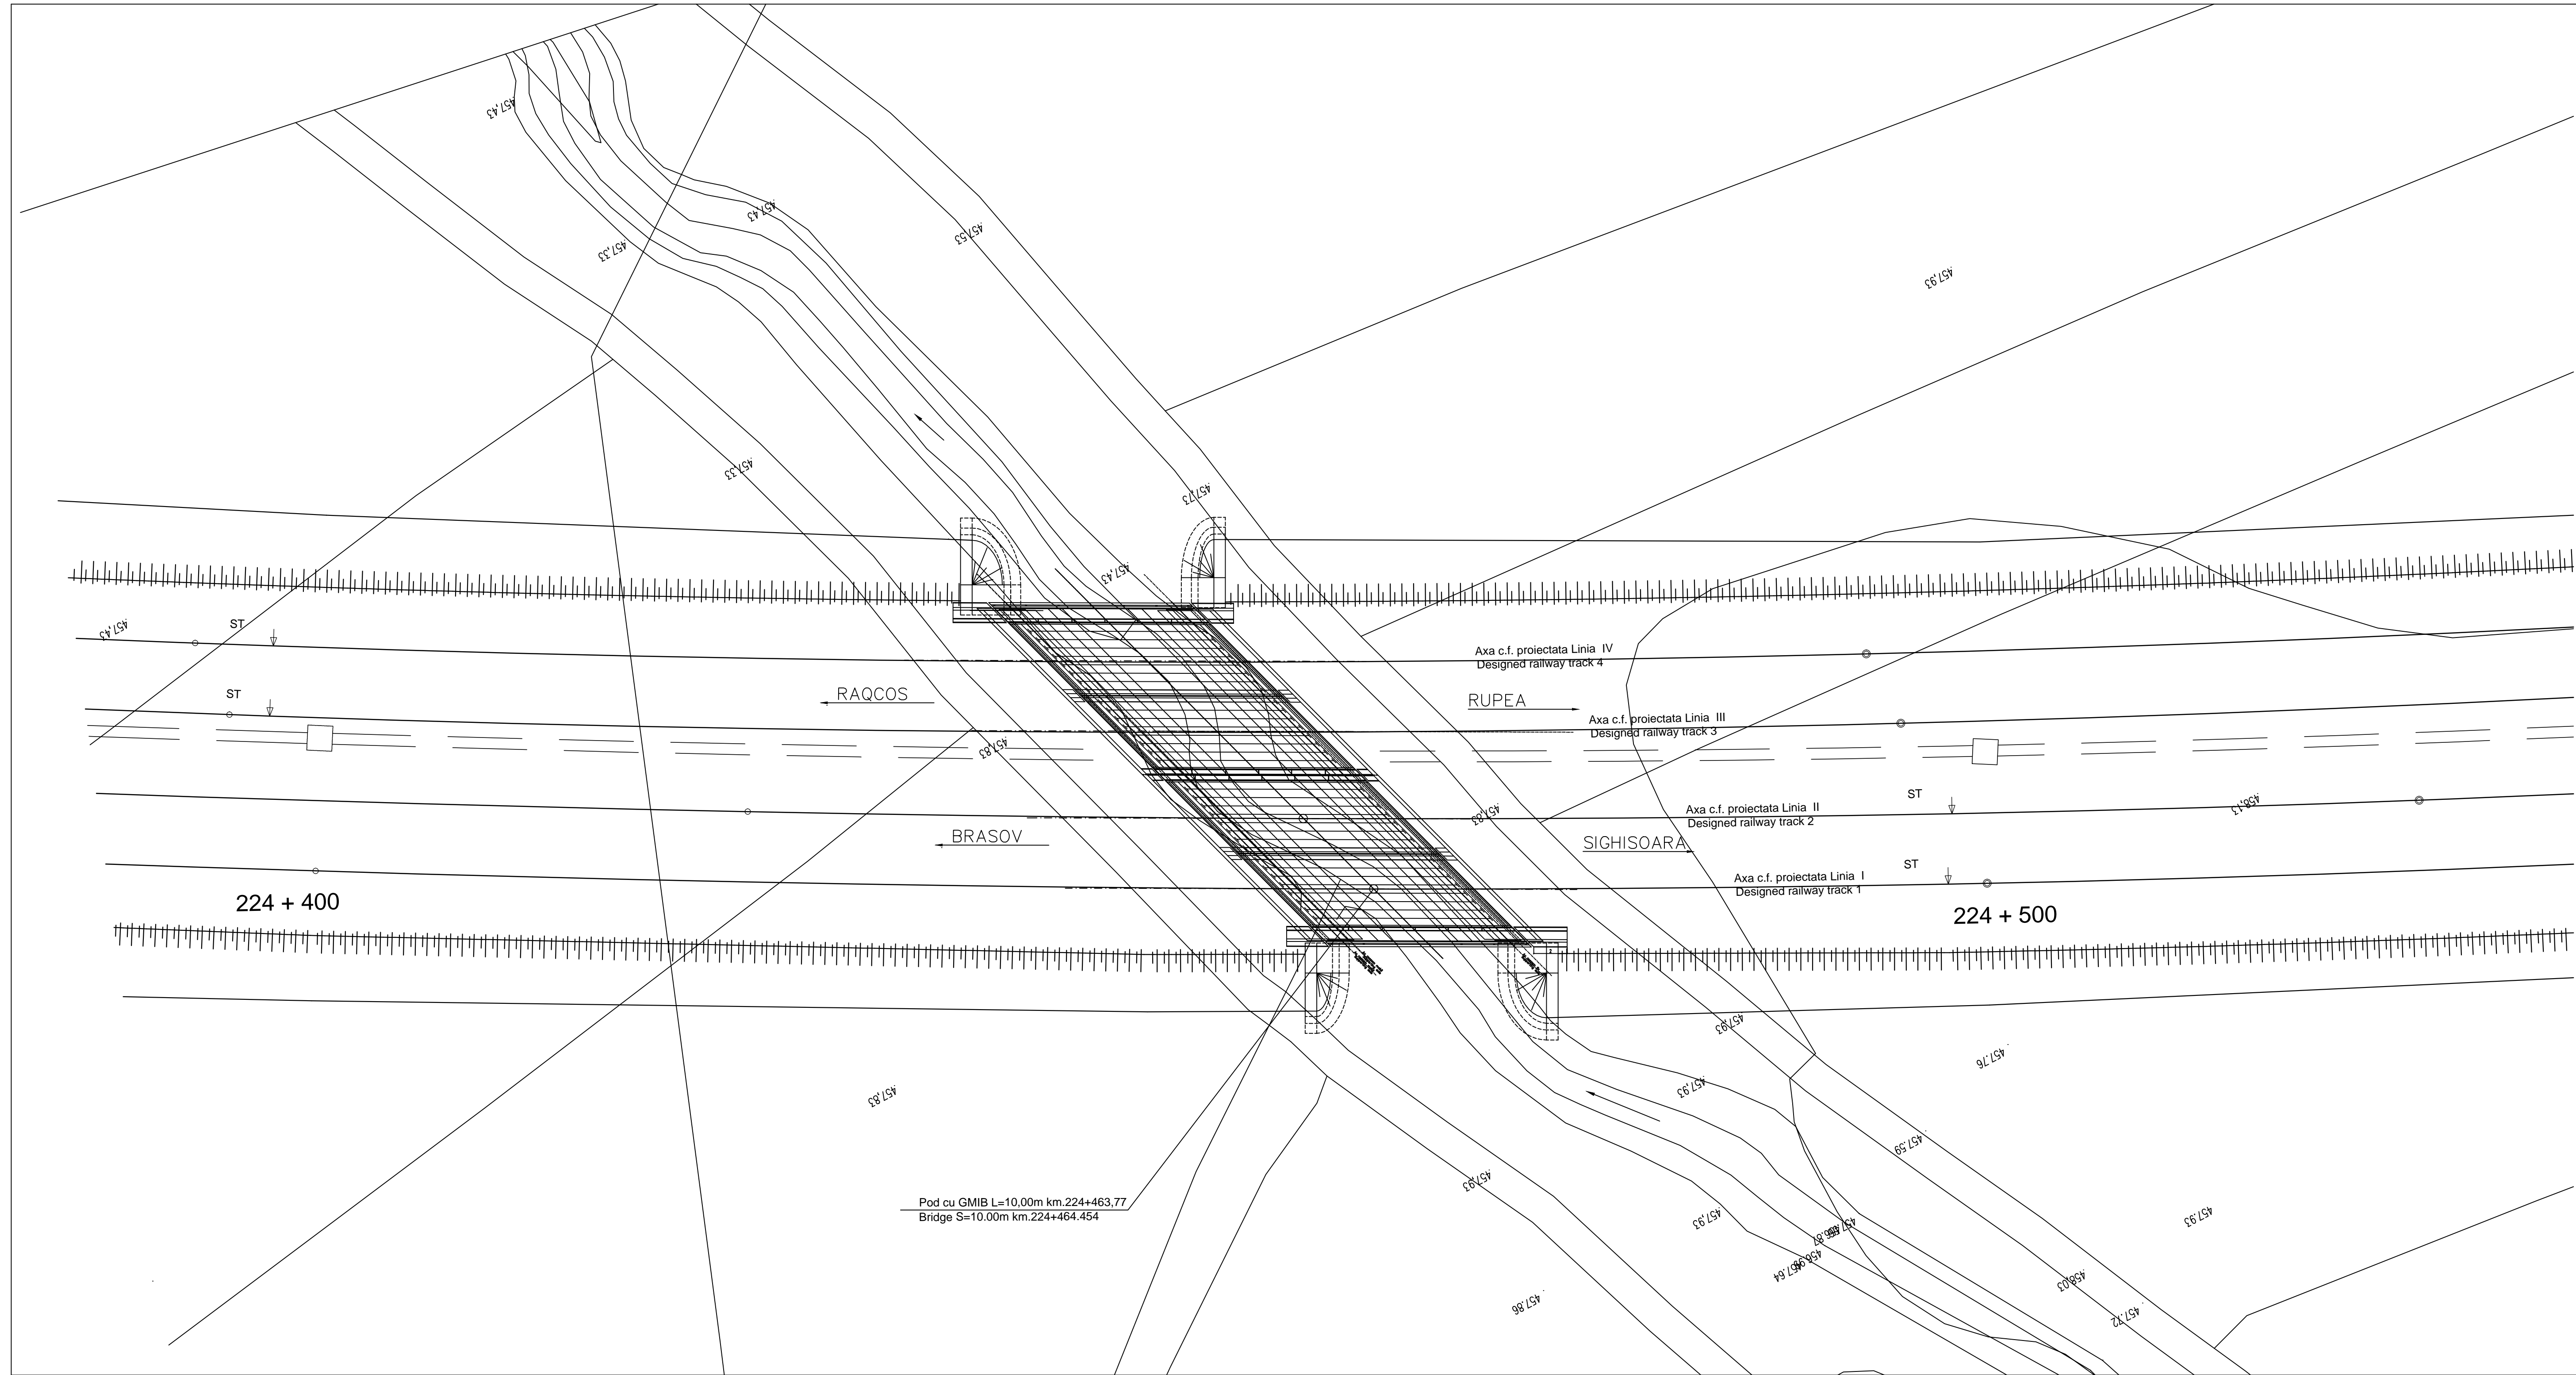 457,43
457,43
457,53
457,33
457,93
457,33
457,73
457,43
457,43
ST
Axa c.f. proiectata Linia IV
Designed railway track 4
ST
RAQCOS
RUPEA
Axa c.f. proiectata Linia III
Designed railway track 3
457,83
ST
458,13
Axa c.f. proiectata Linia II
Designed railway track 2
457,83
BRASOV
SIGHISOARA
ST
Axa c.f. proiectata Linia I
Designed railway track 1
224 + 400
224 + 500
457,93
457.76
457,83
457,93
457.59
457,93
Pod cu GMIB L=10,00m km.224+463,77
Bridge S=10.00m km.224+464.454
457,93
457,93
457.64
458,03
457.86
457.72